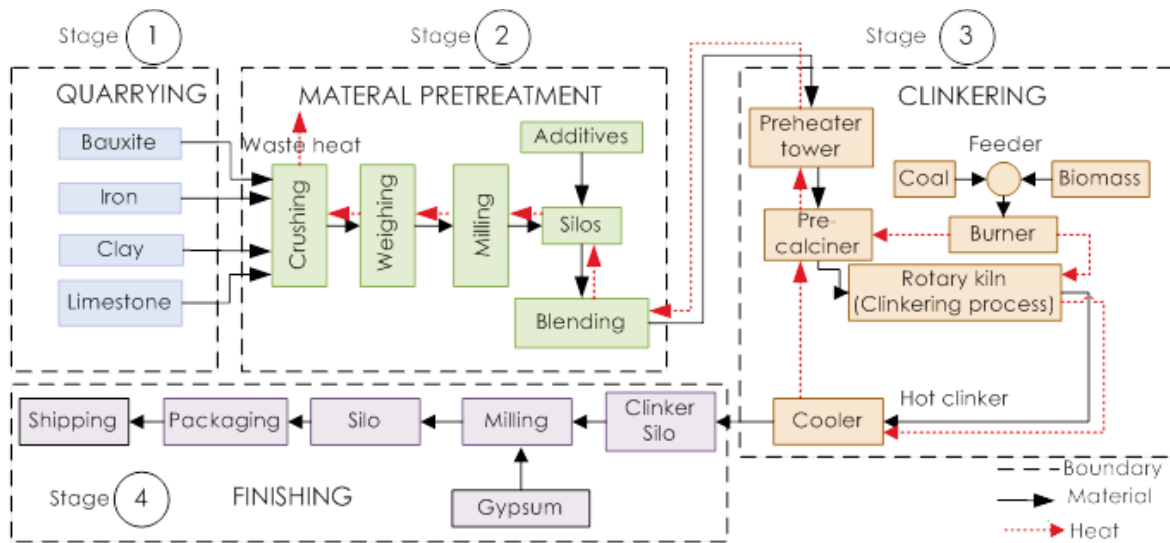 Stage 1
QUARRYING
Bauxite
Iron
Clay
Limestone
Stage 2
MATERAL PRETREATMENT
Waste heat
Crushing
Weighing
Milling
Additives
Silos
Blending
Stage 3
CLINKERING
Preheater
tower
Feeder
Coal
Biomass
Pre-
calciner
Burner
Rotary kiln
(Clinkering process)
Hot clinker
Cooler
Shipping
Packaging
Silo
Milling
Clinker
Silo
Gypsum
Stage 4
FINISHING
Boundary
Material
Heat